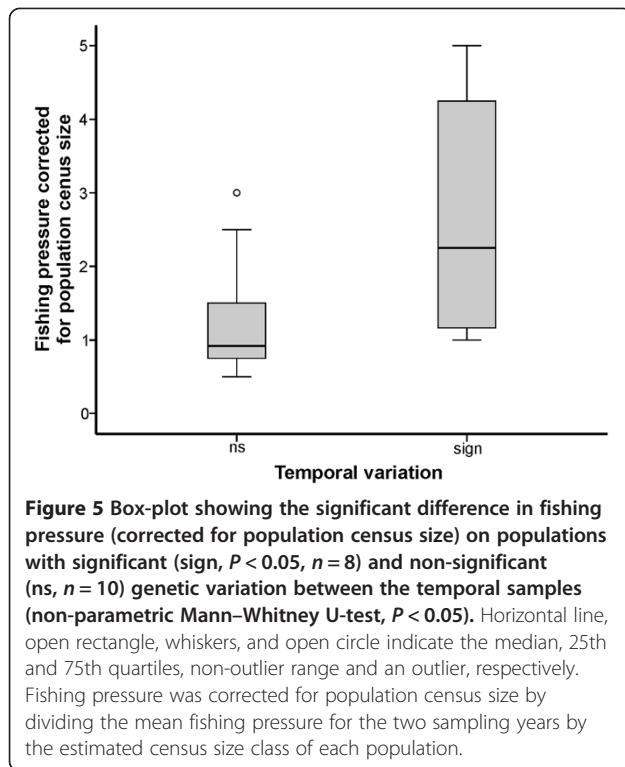 5
4
3
2
1
0
Fishing pressure corrected
for population cenus size
ns
sign
Temporal variation
Figure 5 Box-plot showing the significant difference in fishing
pressure (corrected for population census size) on populations
with significant (sign, P < 0.05, n = 8) and non-significant
(ns, n = 10) genetic variation between the temporal samples
(non-parametric Mann–Whitney U-test, P < 0.05). Horizontal line,
open rectangle, whiskers, and open circle indicate the median, 25th
and 75th quartiles, non-outlier range and an outlier, respectively.
Fishing pressure was corrected for population census size by
dividing the mean fishing pressure for the two sampling years by
the estimated census size class of each population.